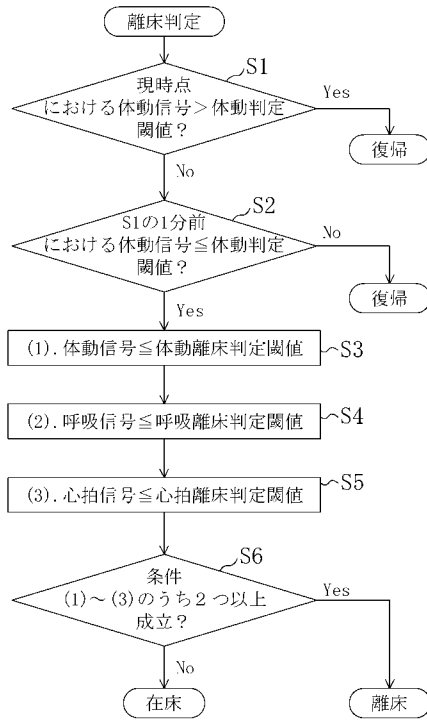 離床判定
S1
現時点
における体動信号＞体動判定
閾値？
Yes
復帰
No
S2
S1の1分前
における体動信号≦体動判定
閾値？
No
復帰
Yes
(1). 体動信号≦体動離床判定閾値
S3
(2). 呼吸信号≦呼吸離床判定閾値
S4
(3). 心拍信号≦心拍離床判定閾値
S5
S6
条件
(1)～(3)のうち２つ以上
成立？
Yes
No
在床
離床